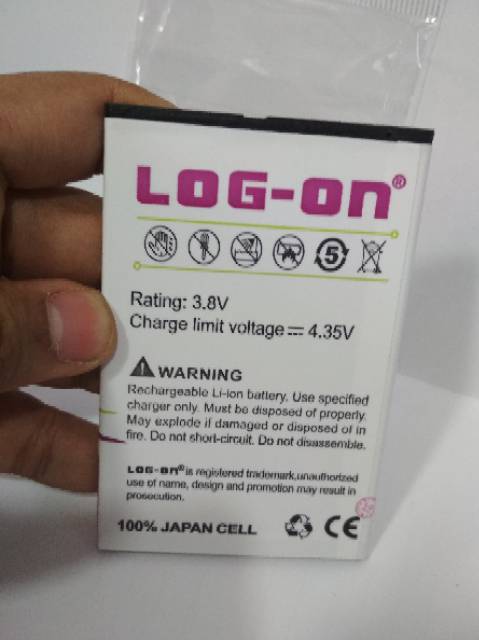 LOG-ON®
5
Rating: 3.8V
Charge limit voltage ⎓ 4.35V
WARNING
Rechargeable Li-ion battery. Use specified
charger only. Must be disposed of properly.
May explode if damaged or disposed of in
fire. Do not short-circuit. Do not disassemble.
LOG-ON® is registered trademark,unauthorized
use of name, design and promotion may result in
prosecution.
100% JAPAN CELL CE